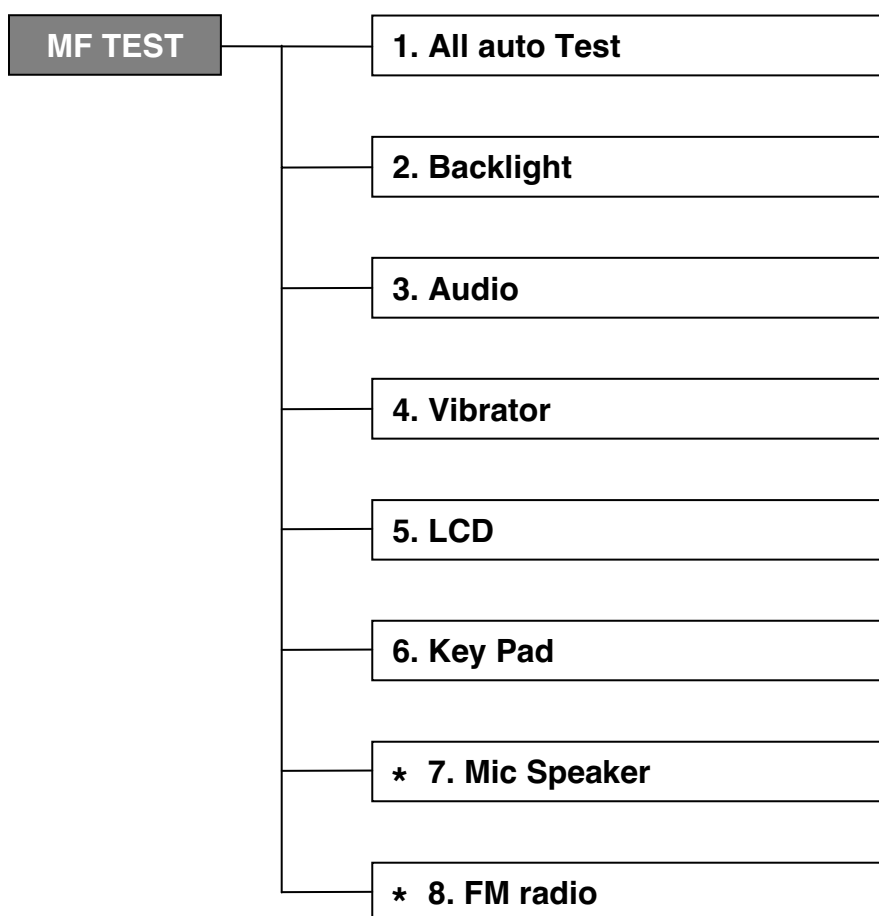 MF TEST
1. All auto Test
2. Backlight
3. Audio
4. Vibrator
5. LCD
6. Key Pad
* 7. Mic Speaker
* 8. FM radio